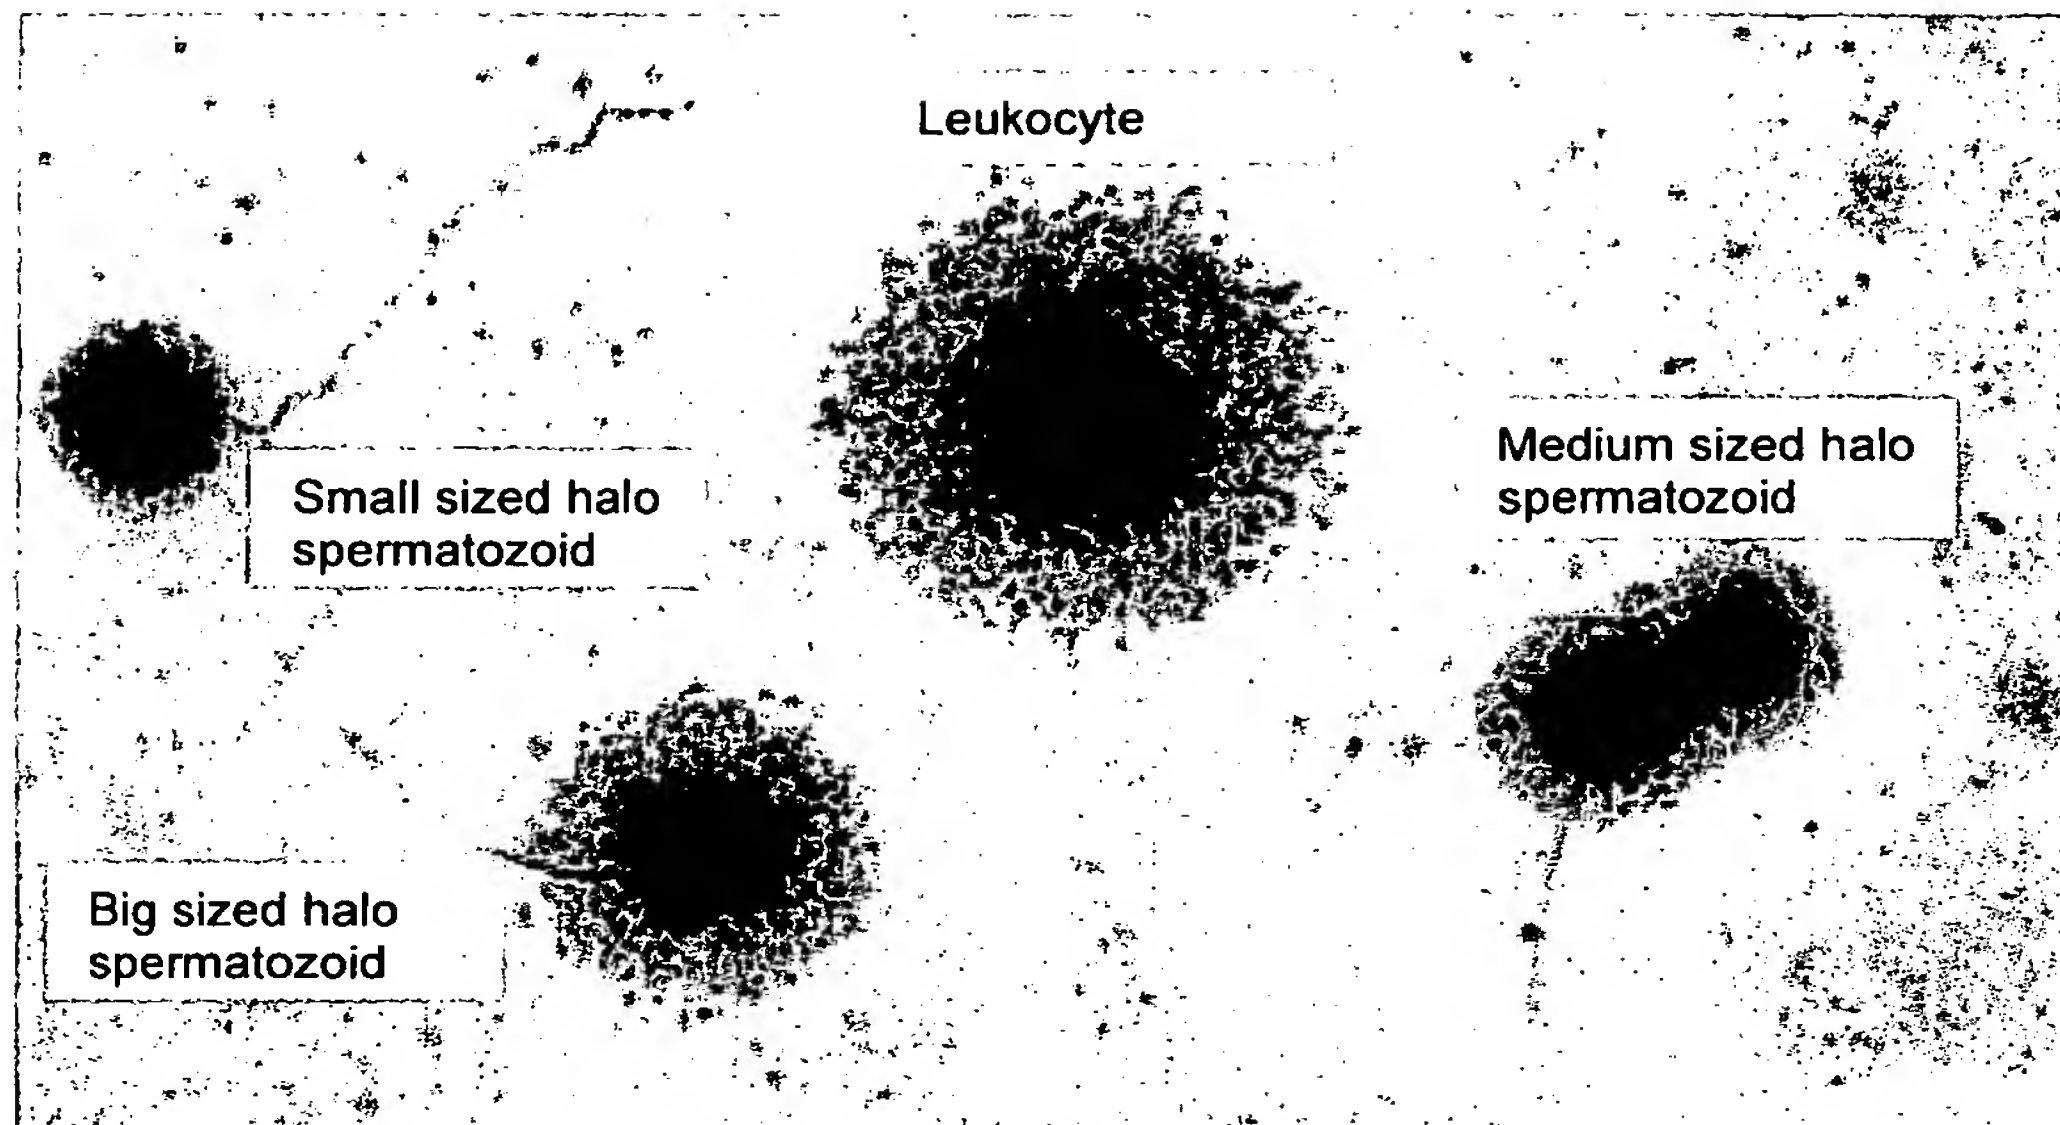 Leukocyte
Medium sized halo
spermatozoid
Small sized halo
spermatozoid
Big sized halo
spermatozoid